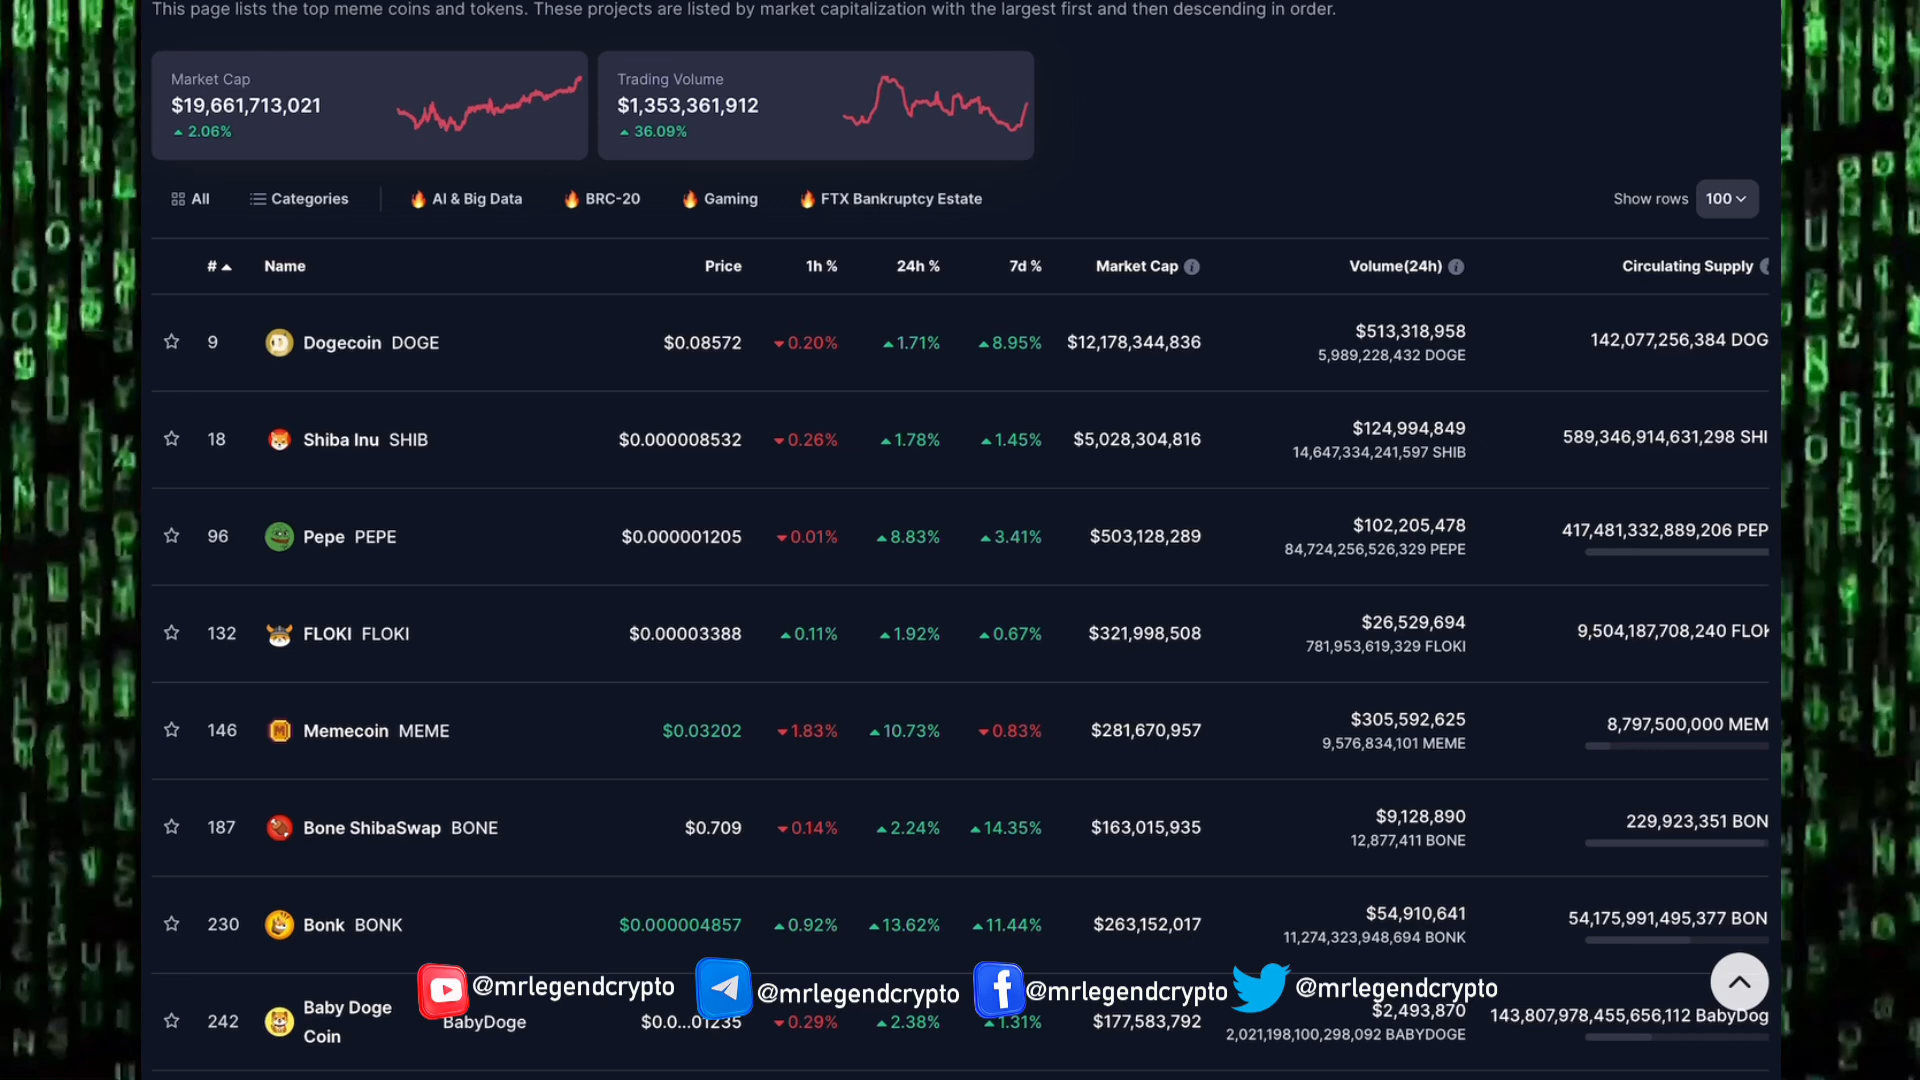 This page lists the top meme coins and tokens. These projects are listed by market capitalization with the largest first and then descending in order.
Market Cap
$19,661,713,021
2.06%
Trading Volume
$1,353,361,912
36.09%
All Categories AI & Big Data BRC-20 Gaming FTX Bankruptcy Estate Show rows 100
# Name Price 1h % 24h % 7d % Market Cap Volume(24h) Circulating Supply
9 Dogecoin DOGE $0.08572 0.20% 1.71% 8.95% $12,178,344,836 $513,318,958 142,077,256,384 DOG
5,989,228,432 DOGE
18 Shiba Inu SHIB $0.000008532 0.26% 1.78% 1.45% $5,028,304,816 $124,994,849 589,346,914,631,298 SHI
14,647,334,241,597 SHIB
96 Pepe PEPE $0.000001205 0.01% 8.83% 3.41% $503,128,289 $102,205,478 417,481,332,889,206 PEP
84,724,256,526,329 PEPE
132 FLOKI FLOKI $0.00003388 0.11% 1.92% 0.67% $321,998,508 $26,529,694 9,504,187,708,240 FLOK
781,953,619,329 FLOKI
146 Memecoin MEME $0.03202 1.83% 10.73% 0.83% $281,670,957 $305,592,625 8,797,500,000 MEM
9,576,834,101 MEME
187 Bone ShibaSwap BONE $0.709 0.14% 2.24% 14.35% $163,015,935 $9,128,890 229,923,351 BON
12,877,411 BONE
230 Bonk BONK $0.000004857 0.92% 13.62% 11.44% $263,152,017 $54,910,641 54,175,991,495,377 BON
11,274,323,948,694 BONK
@mrlegendcrypto @mrlegendcrypto @mrlegendcrypto @mrlegendcrypto
242 Baby Doge Coin BabyDoge $0.0...01235 0.29% 2.38% 1.31% $177,583,792 $2,493,870 143,807,978,455,656,112 BabyDog
2,021,198,100,298,092 BABYDOGE